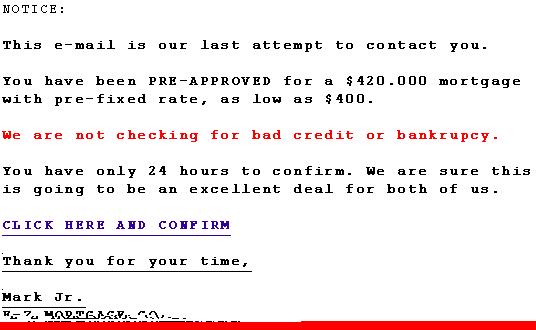 NOTICE:
This e-mail is our last attempt to contact you.
You have been PRE-APPROVED for a $420.000 mortgage
with pre-fixed rate, as low as $400.
We are not checking for bad credit or bankrupcy.
You have only 24 hours to confirm. We are sure this
is going to be an excellent deal for both of us.
CLICK HERE AND CONFIRM
Thank you for your time,
Mark Jr.
E-Z MORTGAGE CO.